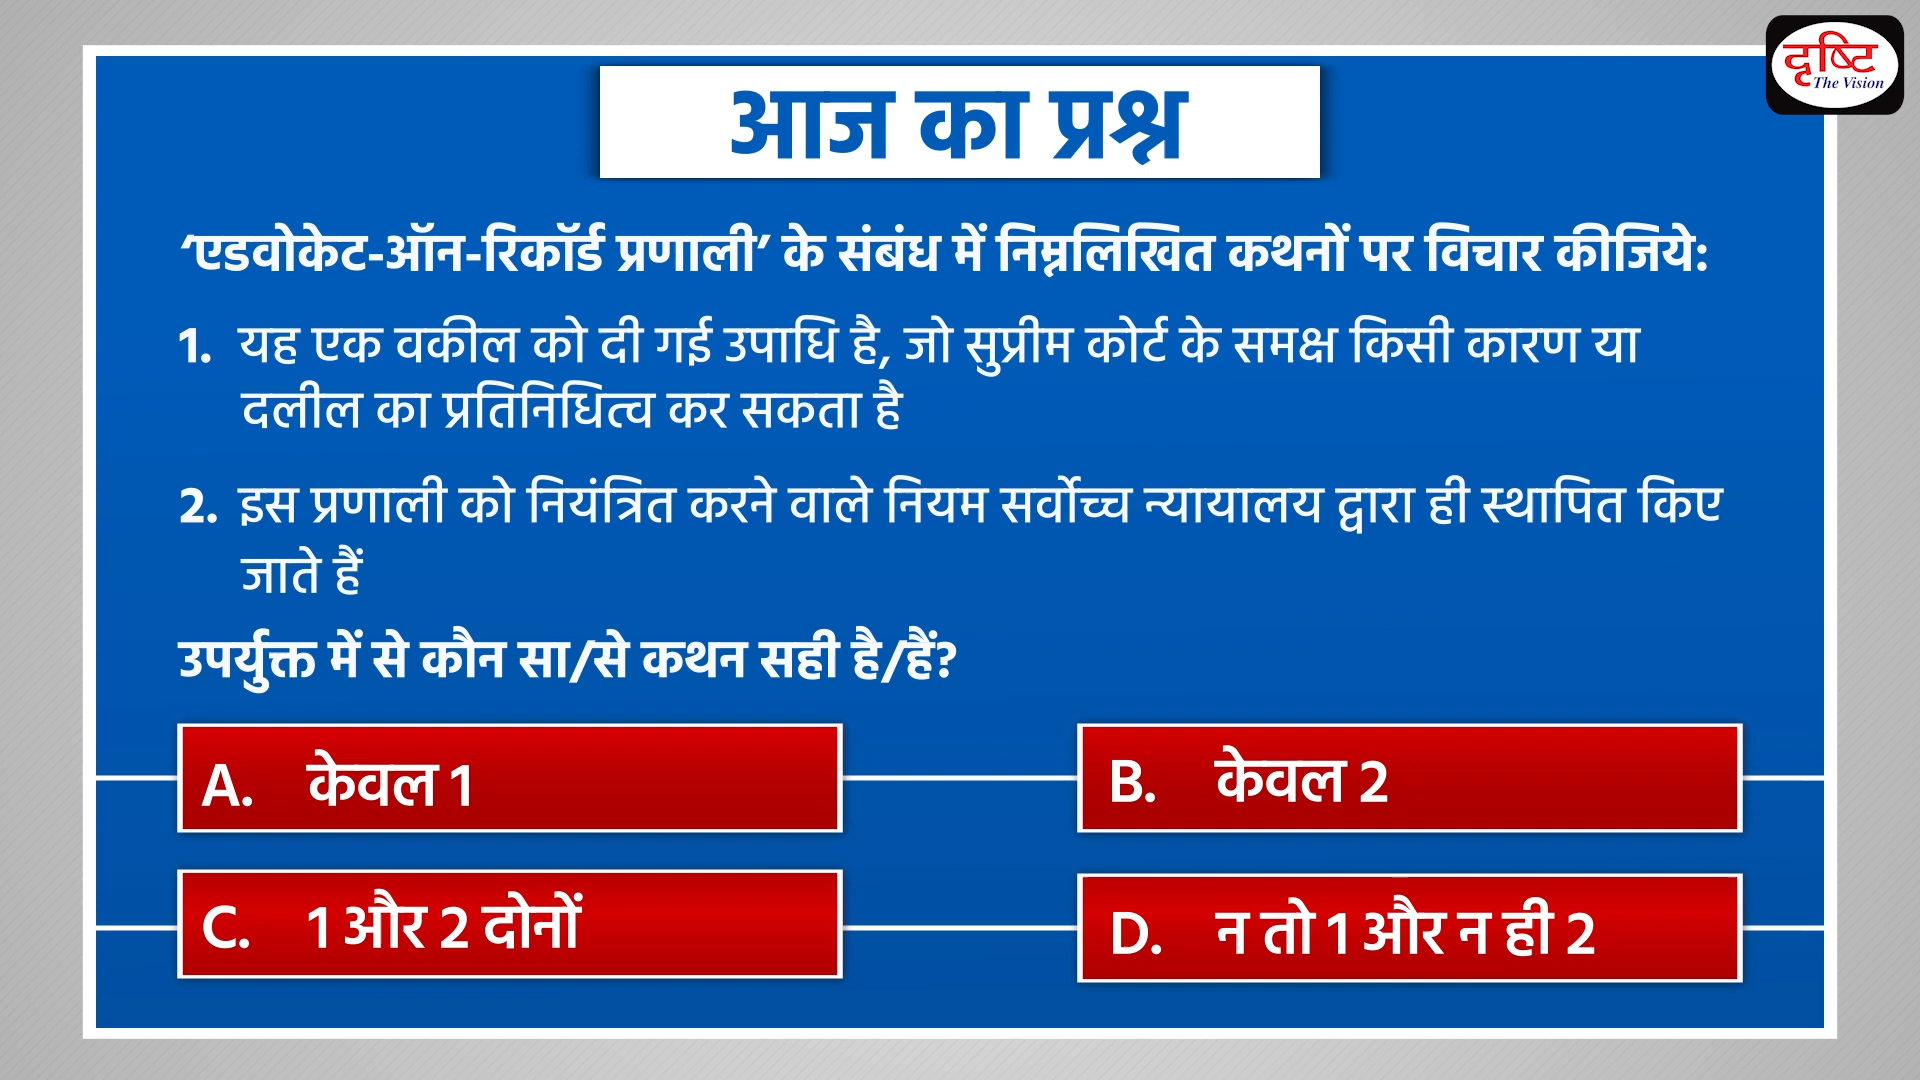 दृष्टि
The Vision
आज का प्रश्न
‘एडवोकेट-ऑन-रिकॉर्ड प्रणाली’ के संबंध में निम्नलिखित कथनों पर विचार कीजिये:
1. यह एक वकील को दी गई उपाधि है, जो सुप्रीम कोर्ट के समक्ष किसी कारण या
दलील का प्रतिनिधित्व कर सकता है
2. इस प्रणाली को नियंत्रित करने वाले नियम सर्वोच्च न्यायालय द्वारा ही स्थापित किए
जाते हैं
उपर्युक्त में से कौन सा/से कथन सही है/हैं?
A. केवल 1
B. केवल 2
C. 1 और 2 दोनों
D. न तो 1 और न ही 2